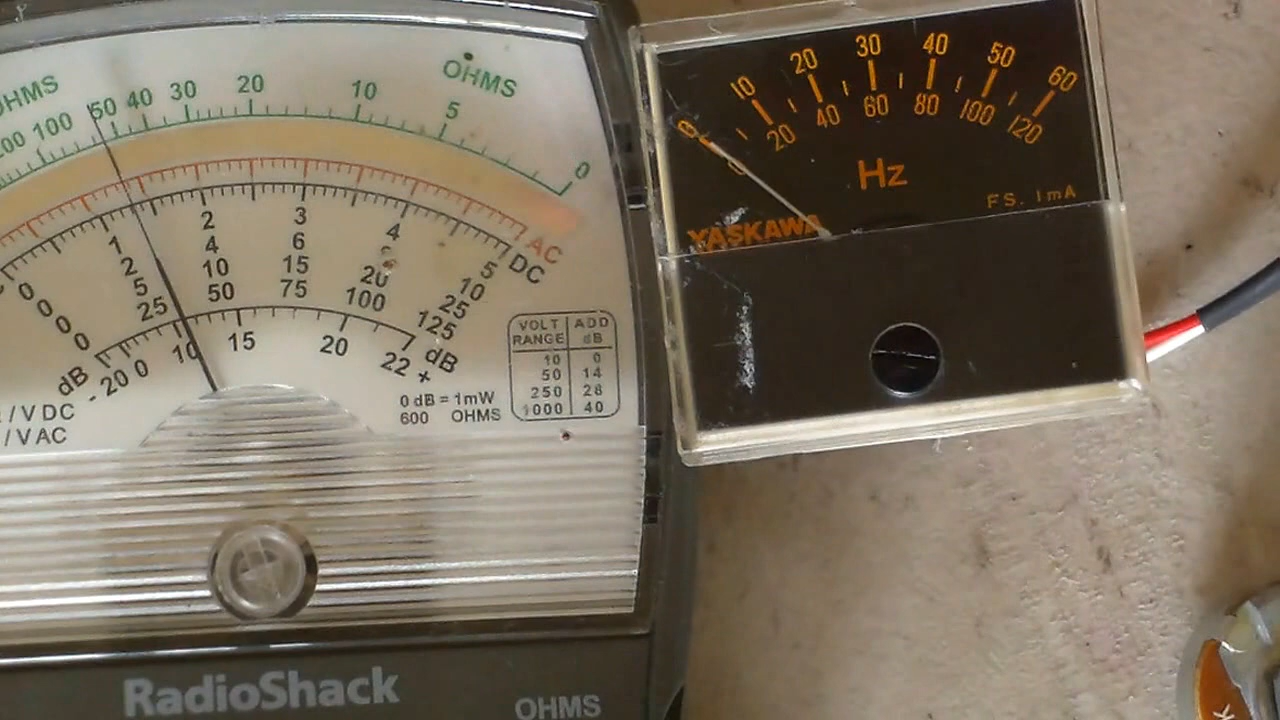 OHMS
OHMS
100 50 40 30 20 10 5 0
AC
DC
0 1 2 3 4 5
0 2 4 6 10
0 5 10 15 20 25
0 25 50 75 100 125
dB - 20 0 10 15 20 22 + dB
/ V DC
/ V AC
0 dB = 1mW
600 OHMS
VOLT RANGE ADD dB
10 0
50 14
250 28
1000 40
RadioShack
OHMS
0 10 20 30 40 50 60
0 20 40 60 80 100 120
Hz
FS. 1mA
YASKAWA